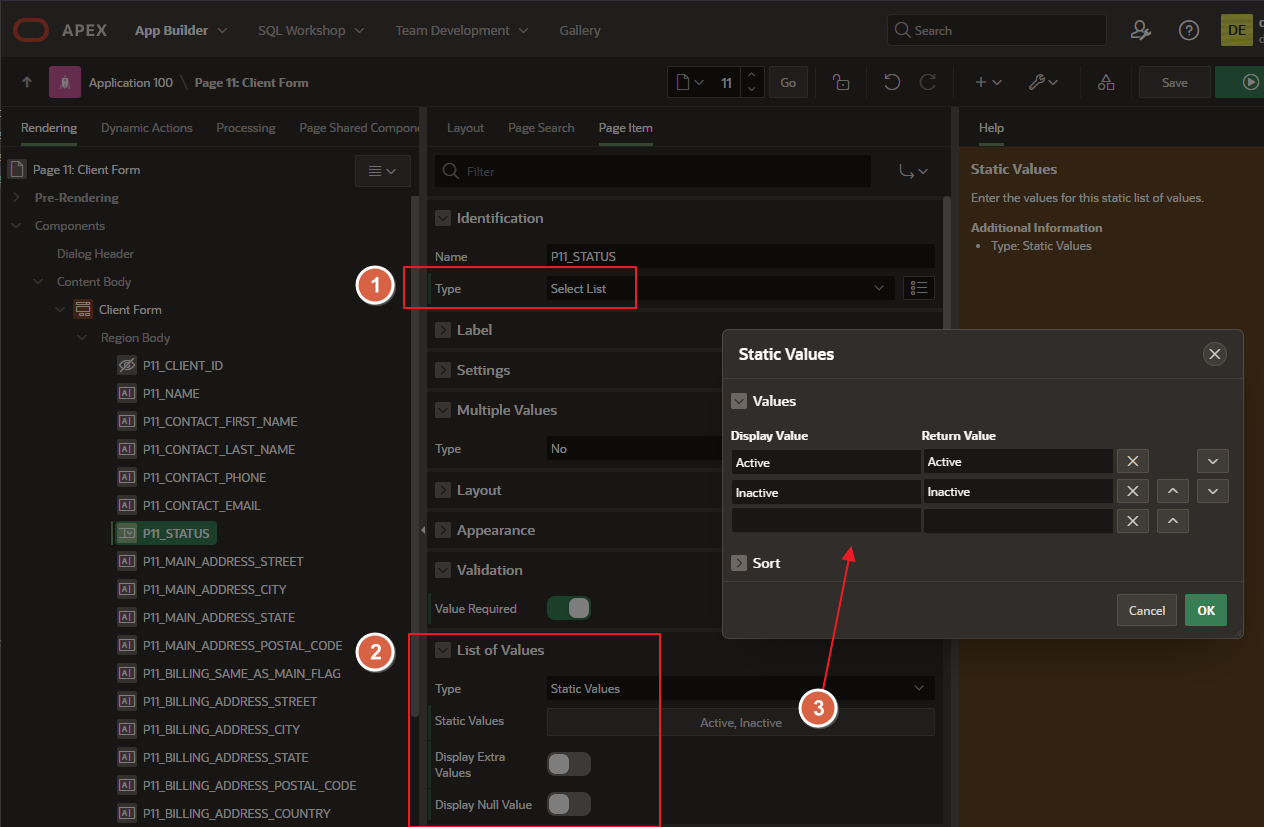 APEX App Builder SQL Workshop Team Development Gallery Search DE
Application 100 \ Page 11: Client Form 11 Go Save
Rendering Dynamic Actions Processing Page Shared Compon
Page 11: Client Form
Pre-Rendering
Components
Dialog Header
Content Body
Client Form
Region Body
P11_CLIENT_ID
P11_NAME
P11_CONTACT_FIRST_NAME
P11_CONTACT_LAST_NAME
P11_CONTACT_PHONE
P11_CONTACT_EMAIL
P11_STATUS
P11_MAIN_ADDRESS_STREET
P11_MAIN_ADDRESS_CITY
P11_MAIN_ADDRESS_STATE
P11_MAIN_ADDRESS_POSTAL_CODE
P11_BILLING_SAME_AS_MAIN_FLAG
P11_BILLING_ADDRESS_STREET
P11_BILLING_ADDRESS_CITY
P11_BILLING_ADDRESS_STATE
P11_BILLING_ADDRESS_POSTAL_CODE
P11_BILLING_ADDRESS_COUNTRY
Layout Page Search Page Item
Filter
Identification
Name P11_STATUS
1
Type Select List
Label
Settings
Multiple Values
Type No
Layout
Appearance
Validation
Value Required
2
List of Values
Type Static Values
Static Values Active, Inactive
Display Extra
Values
Display Null Value
3
Help
Static Values
Enter the values for this static list of values.
Additional Information
• Type: Static Values
Static Values
Values
Display Value Return Value
Active Active
Inactive Inactive
Sort
Cancel OK